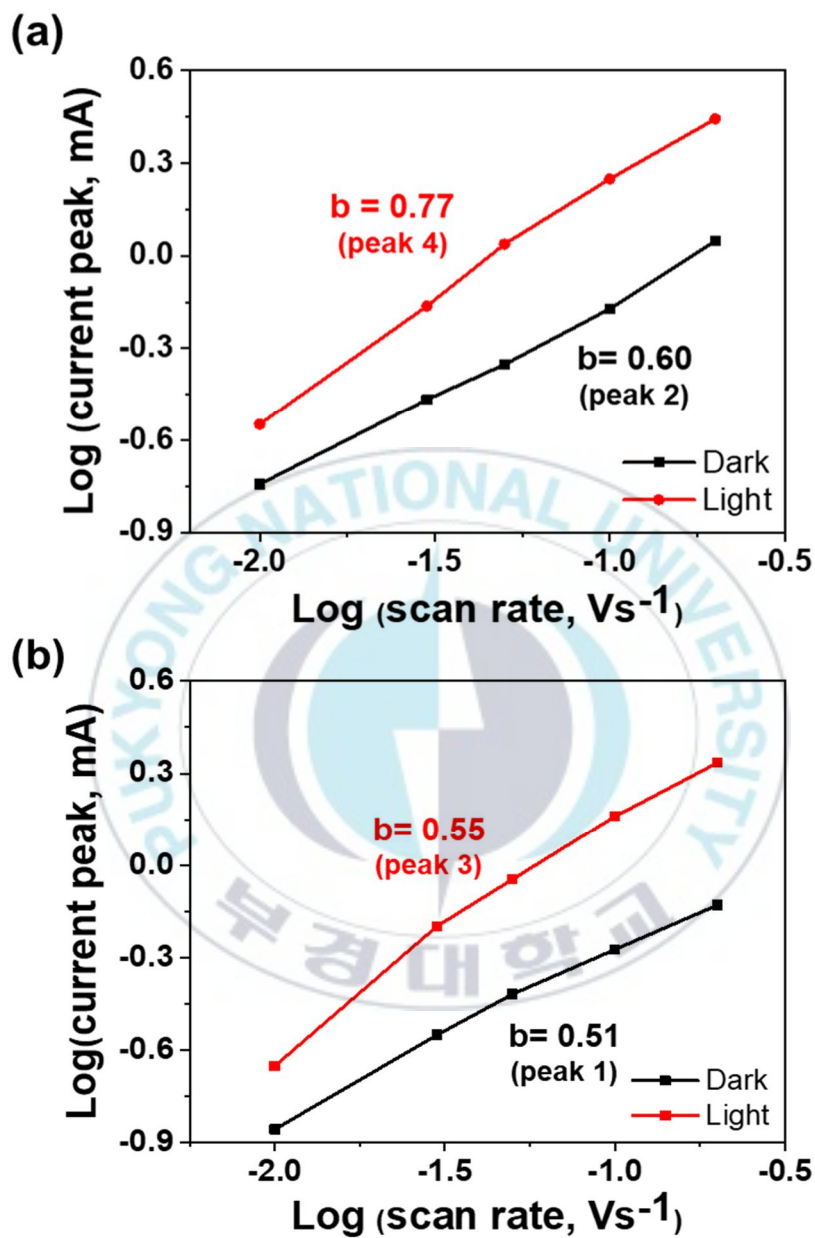 (a)
0.6
0.3
0.0
-0.3
-0.6
-0.9
Log (current peak, mA)
b = 0.77
(peak 4)
b= 0.60
(peak 2)
Dark
Light
-2.0 -1.5 -1.0 -0.5
Log (scan rate, Vs-1)
PUKYONG NATIONAL UNIVERSITY
(b)
0.6
0.3
0.0
-0.3
-0.6
-0.9
Log(current peak, mA)
b= 0.55
(peak 3)
부경대학교
b= 0.51
(peak 1)
Dark
Light
-2.0 -1.5 -1.0 -0.5
Log (scan rate, Vs-1)